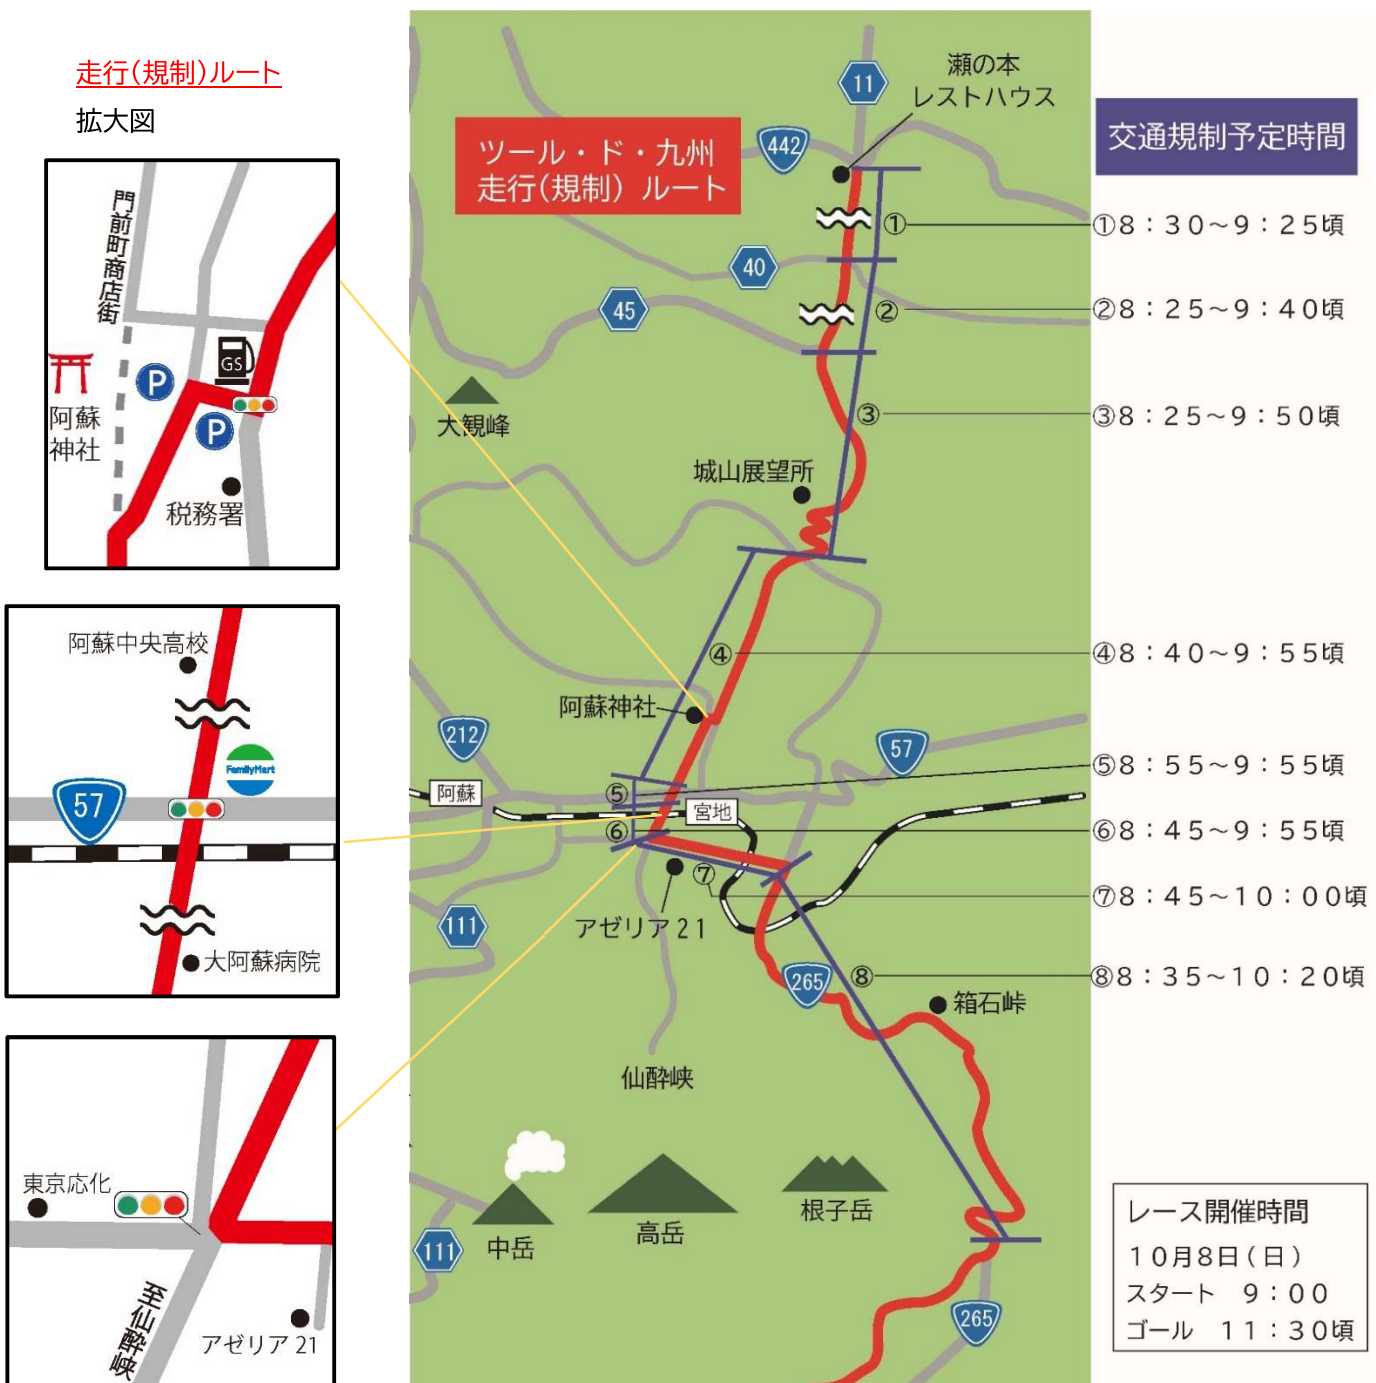 走行(規制)ルート
拡大図
門前町商店街
GS
P
P
阿蘇
神社
税務署
阿蘇中央高校
FamilyMart
57
大阿蘇病院
東京応化
至仙酔峡
アゼリア 21
ツール・ド・九州
走行(規制) ルート
11
瀬の本
レストハウス
442
40
45
大観峰
城山展望所
阿蘇神社
212
57
阿蘇
宮地
アゼリア 21
111
265
箱石峠
仙酔峡
中岳
高岳
根子岳
111
265
①
②
③
④
⑤
⑥
⑦
⑧
交通規制予定時間
①8：30～9：25頃
②8：25～9：40頃
③8：25～9：50頃
④8：40～9：55頃
⑤8：55～9：55頃
⑥8：45～9：55頃
⑦8：45～10：00頃
⑧8：35～10：20頃
レース開催時間
10月8日(日)
スタート　9：00
ゴール　11：30頃